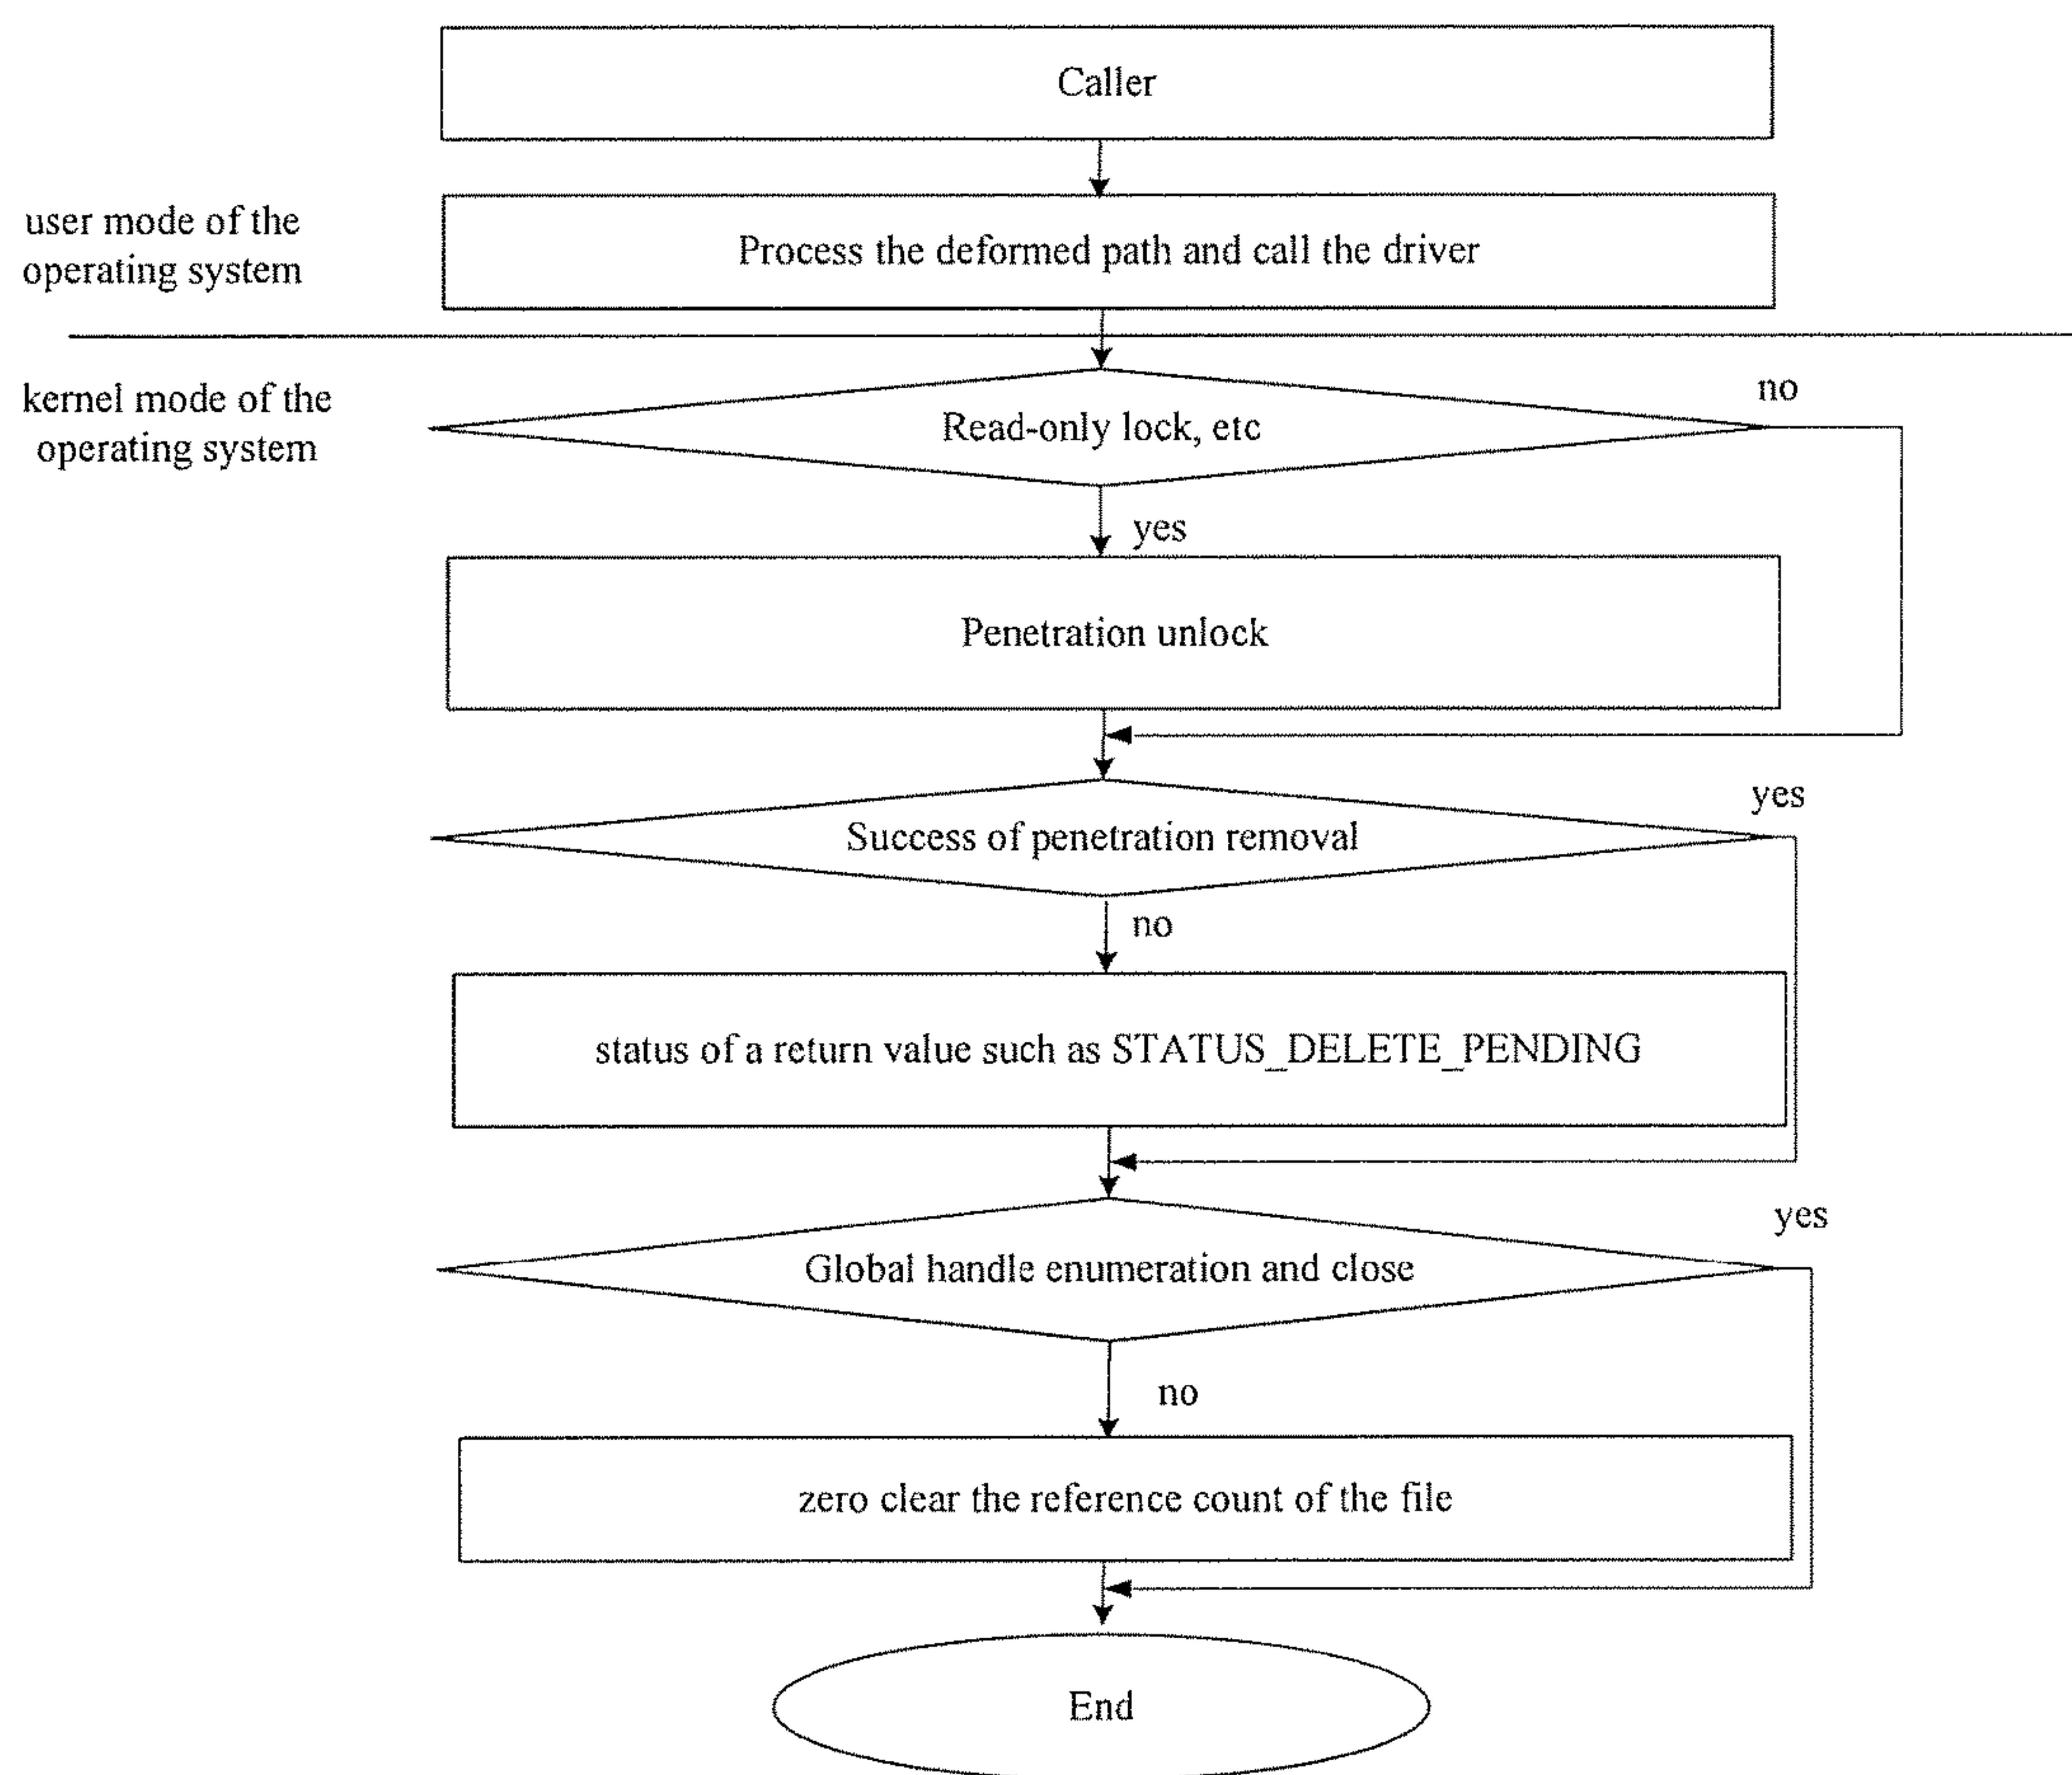 Caller
user mode of the
operating system
Process the deformed path and call the driver
kernel mode of the
operating system
no
Read-only lock, etc
yes
Penetration unlock
yes
Success of penetration removal
no
status of a return value such as STATUS_DELETE_PENDING
yes
Global handle enumeration and close
no
zero clear the reference count of the file
End